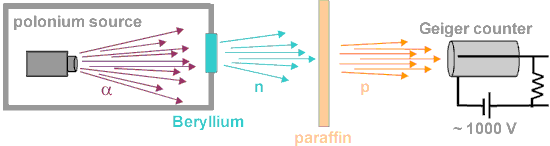 polonium source
Geiger counter
α
n
p
Beryllium
paraffin
~ 1000 V